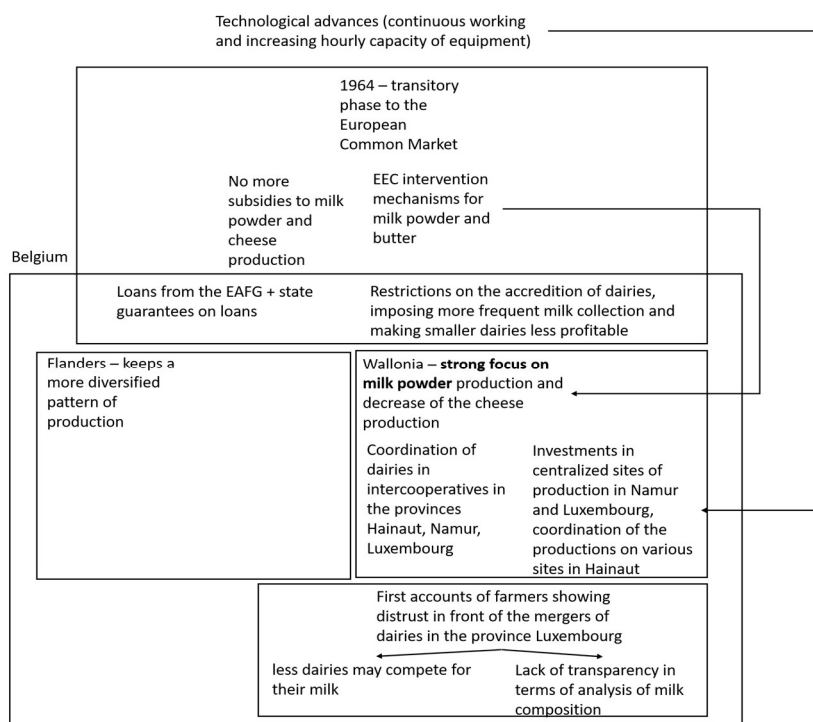 Technological advances (continuous working
and increasing hourly capacity of equipment)
1964 – transitory
phase to the
European
Common Market
No more
subsidies to milk
powder and
cheese
production
EEC intervention
mechanisms for
milk powder and
butter
Belgium
Loans from the EAFG + state
guarantees on loans
Restrictions on the accredition of dairies,
imposing more frequent milk collection and
making smaller dairies less profitable
Flanders – keeps a
more diversified
pattern of
production
Wallonia – strong focus on
milk powder production and
decrease of the cheese
production
Coordination of
dairies in
intercooperatives in
the provinces
Hainaut, Namur,
Luxembourg
Investments in
centralized sites of
production in Namur
and Luxembourg,
coordination of the
productions on various
sites in Hainaut
First accounts of farmers showing
distrust in front of the mergers of
dairies in the province Luxembourg
less dairies may compete for
their milk
Lack of transparency in
terms of analysis of milk
composition